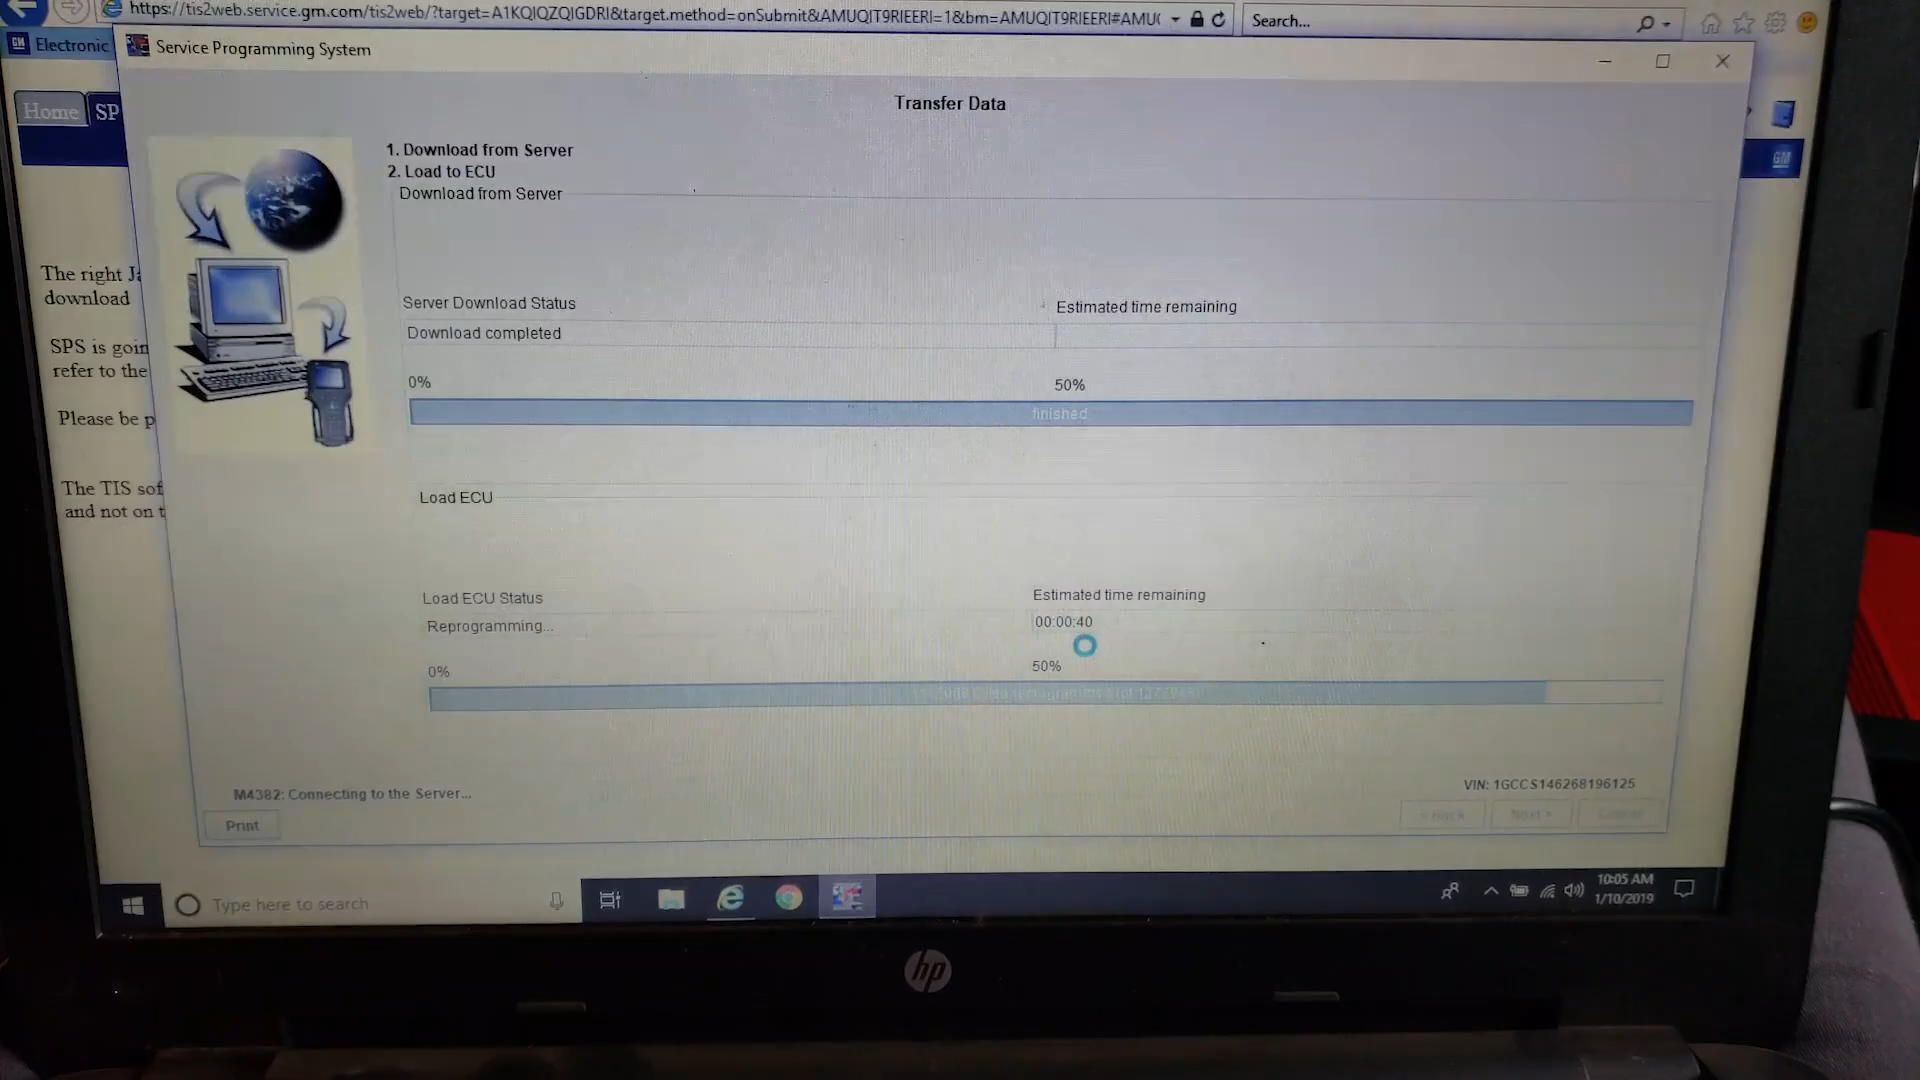 https://tis2web.service.gm.com/tis2web/?target=A1KQIQZQIGDRI&target.method=onSubmit&AMUQIT9RIEERI=1&bm=AMUQIT9RIEERI#AMU
Search...
GM
Electronic
Service Programming System
Home
SP
Transfer Data
1. Download from Server
2. Load to ECU
Download from Server
GM
The right Ja
download
SPS is goin
refer to the
Please be p
The TIS sof
and not on t
Server Download Status
Estimated time remaining
Download completed
0%
50%
finished
Load ECU
Load ECU Status
Estimated time remaining
Reprogramming...
00:00:40
0%
50%
M4382: Connecting to the Server...
VIN: 1GCCS146268196125
Print
Next >
Type here to search
10:05 AM
1/10/2019
hp